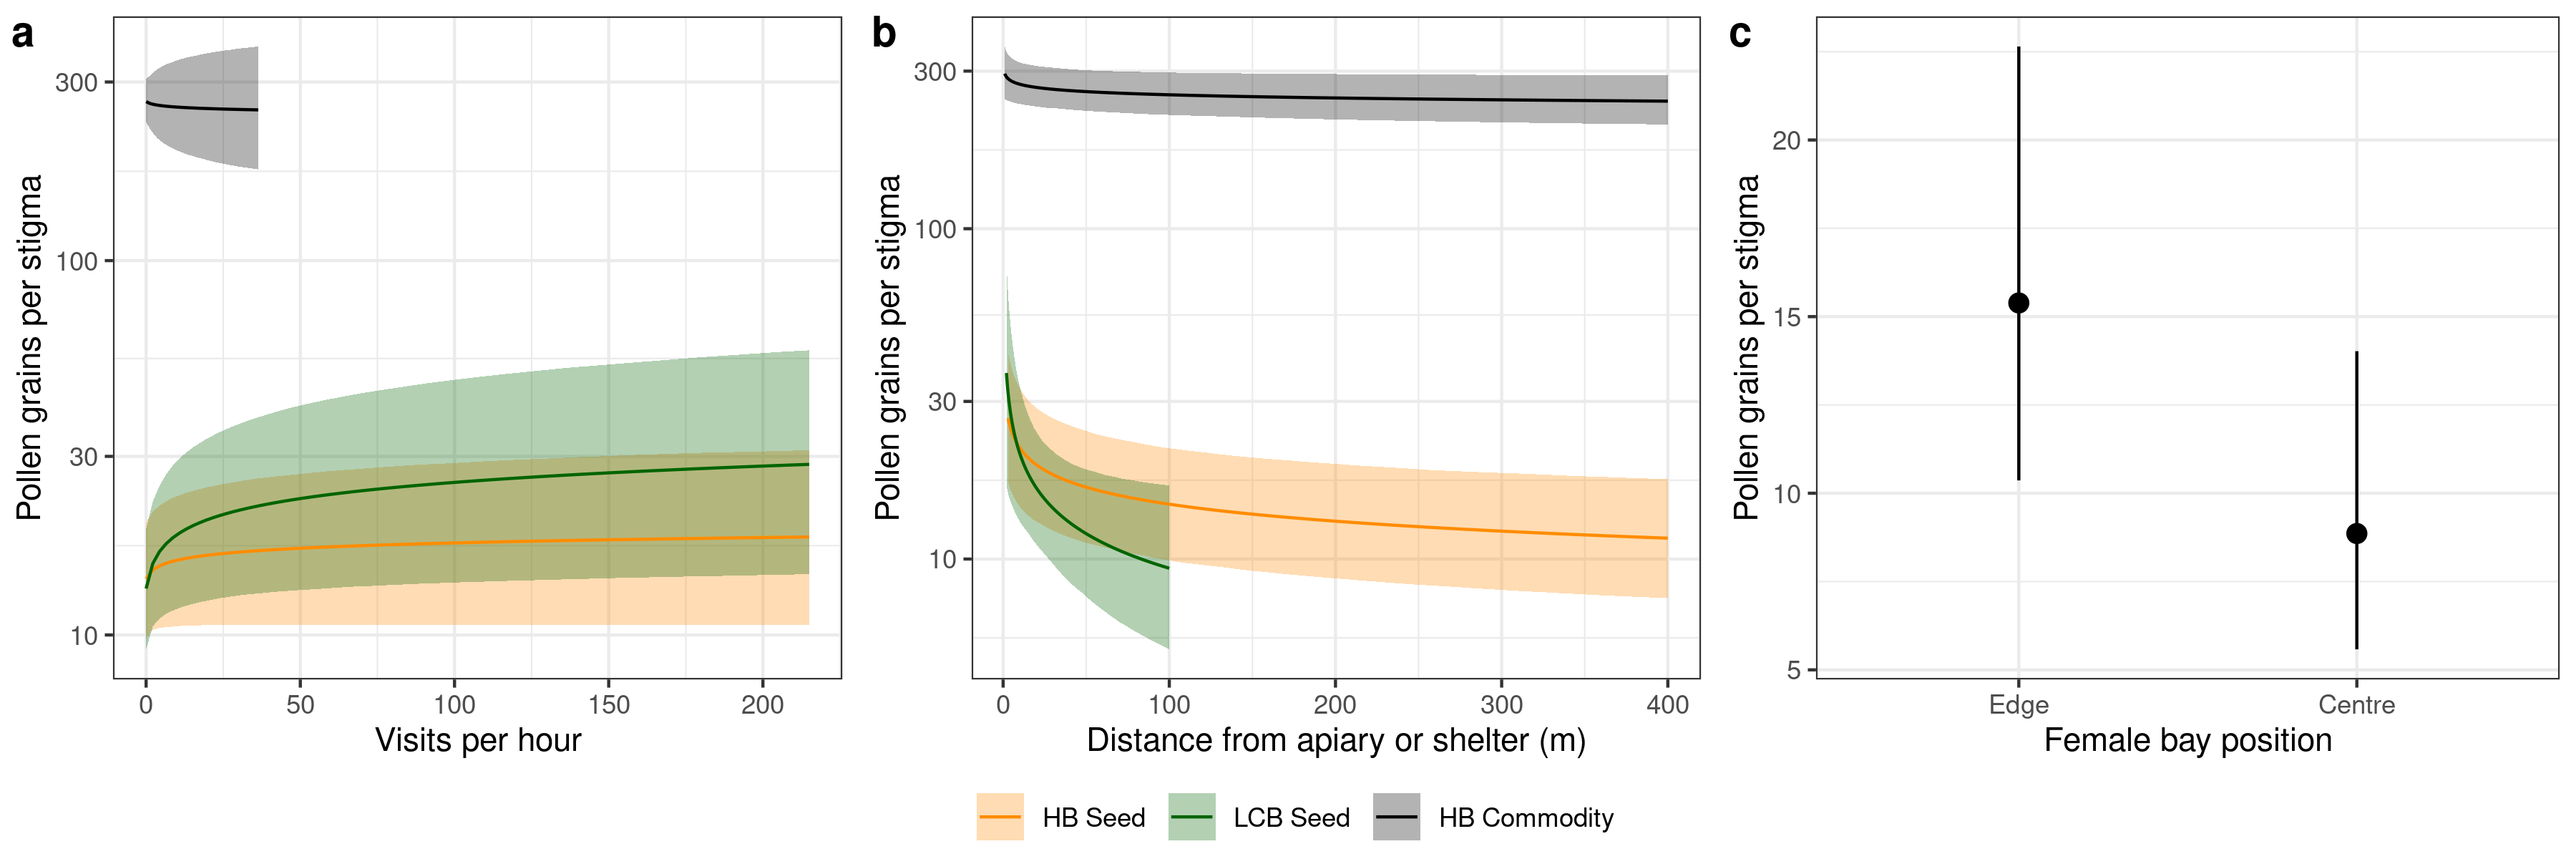 a
Pollen grains per stigma
300
100
30
10
0 50 100 150 200
Visits per hour
b
Pollen grains per stigma
300
100
30
10
0 100 200 300 400
Distance from apiary or shelter (m)
c
Pollen grains per stigma
20
15
10
5
Edge Centre
Female bay position
HB Seed LCB Seed HB Commodity